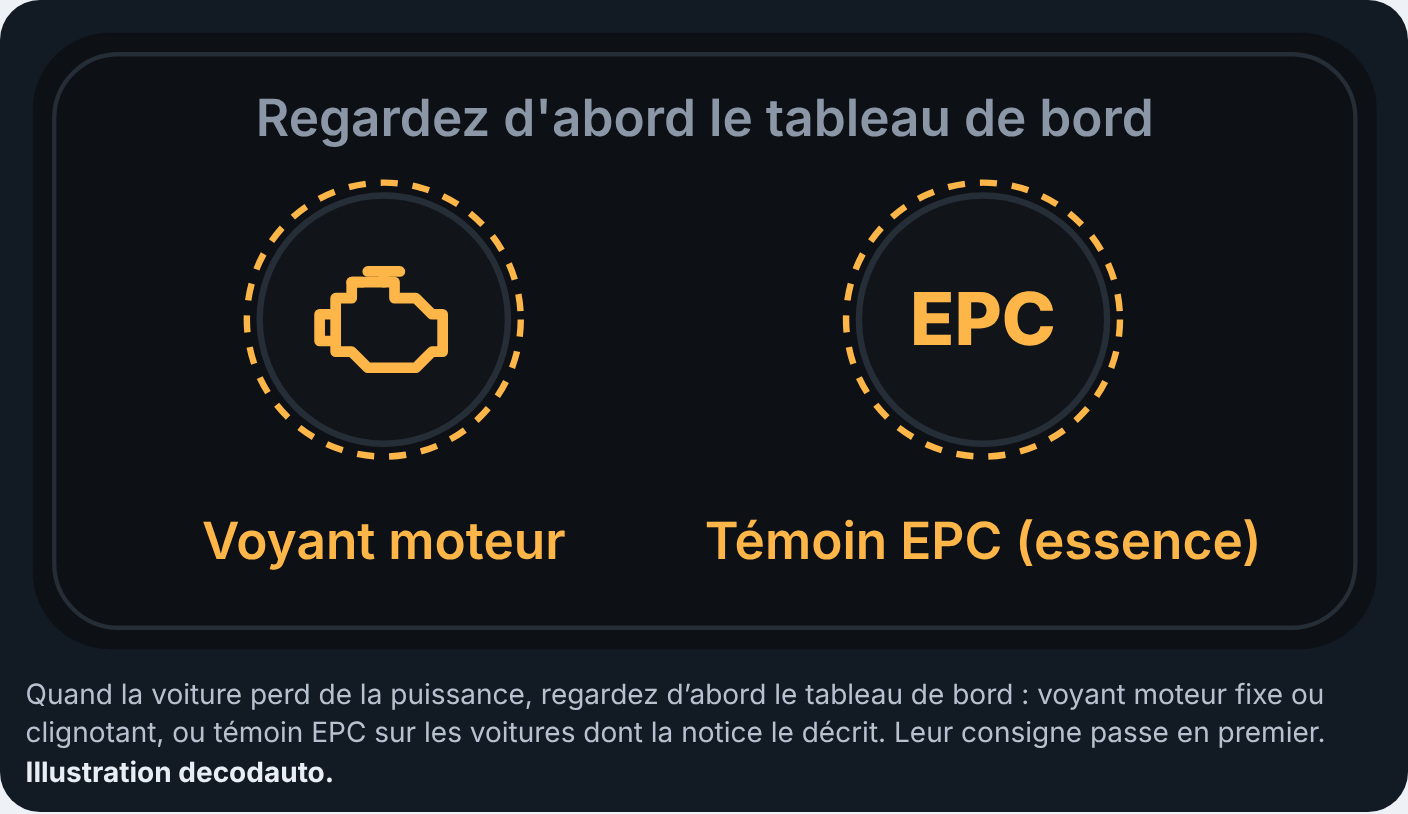 Regardez d'abord le tableau de bord
EPC
Voyant moteur
Témoin EPC (essence)
Quand la voiture perd de la puissance, regardez d’abord le tableau de bord : voyant moteur fixe ou
clignotant, ou témoin EPC sur les voitures dont la notice le décrit. Leur consigne passe en premier.
Illustration decodauto.